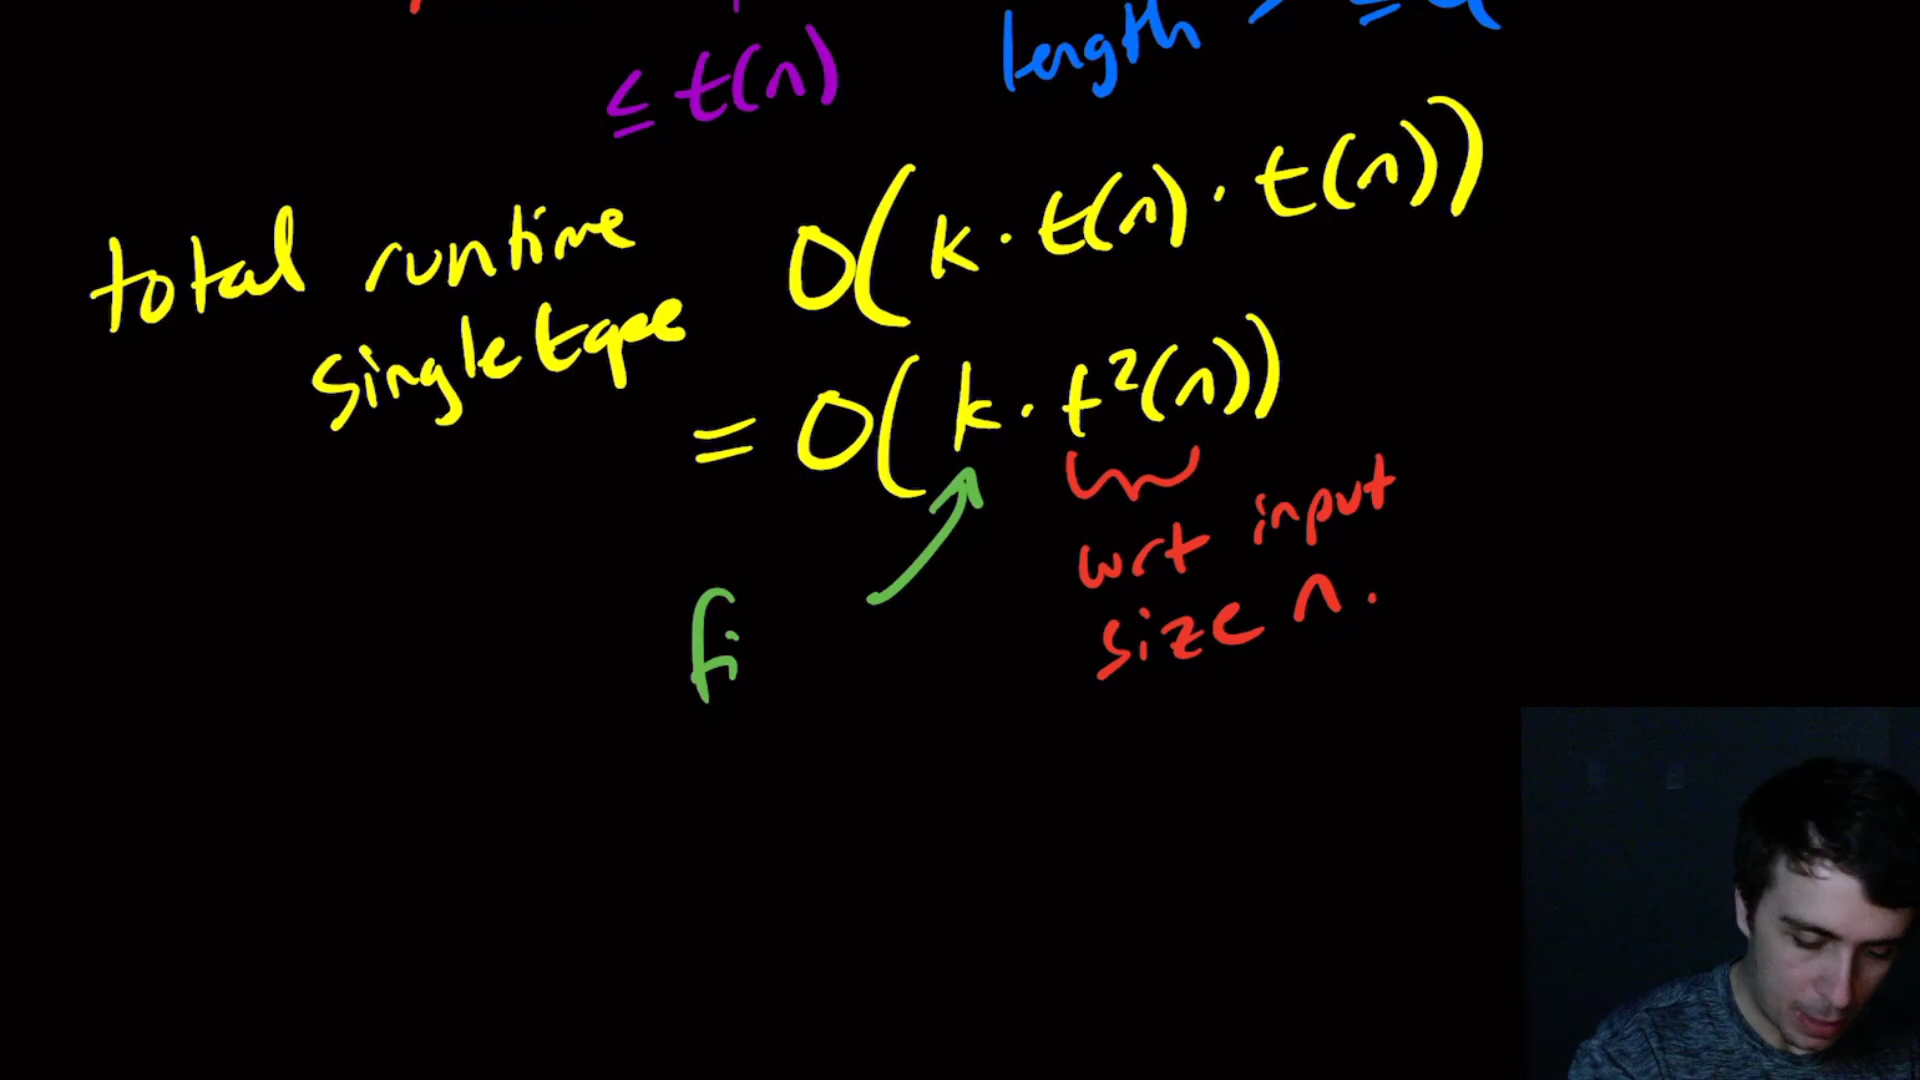 ≤ t(n)
length
total runtime
single tape
O(k · t(n) · t(n))
= O(k · t²(n))
wrt input
size n.
fi